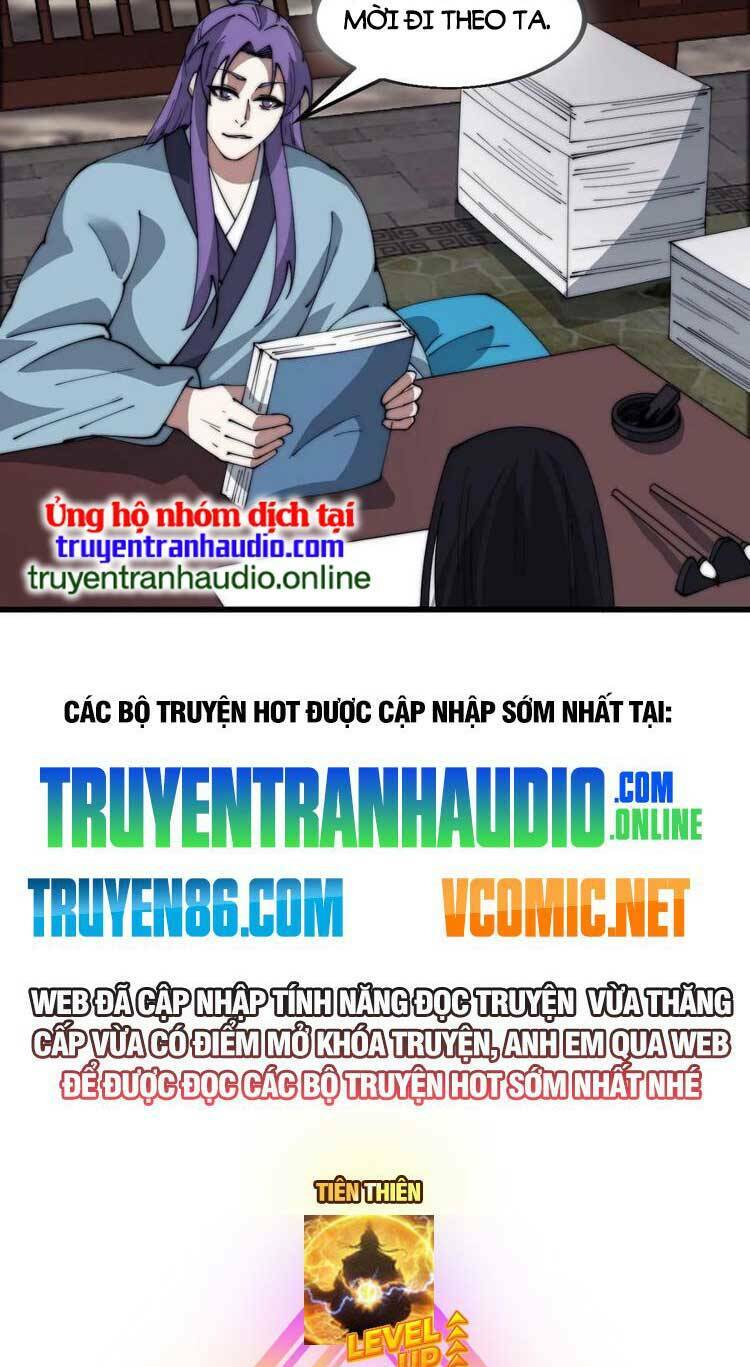 MỜI ĐI THEO TA.
Ủng hộ nhóm dịch tại
truyentranhaudio.com
truyentranhaudio.online
CÁC BỘ TRUYỆN HOT ĐƯỢC CẬP NHẬP SỚM NHẤT TẠI:
TRUYENTRANHAUDIO.COM
.ONLINE
TRUYEN86.COM
VCOMIC.NET
WEB ĐÃ CẬP NHẬP TÍNH NĂNG ĐỌC TRUYỆN VỪA THĂNG
CẤP VỪA CÓ ĐIỂM MỞ KHÓA TRUYỆN, ANH EM QUA WEB
ĐỂ ĐƯỢC ĐỌC CÁC BỘ TRUYỆN HOT SỚM NHẤT NHÉ
TIÊN THIÊN
LEVEL
UP